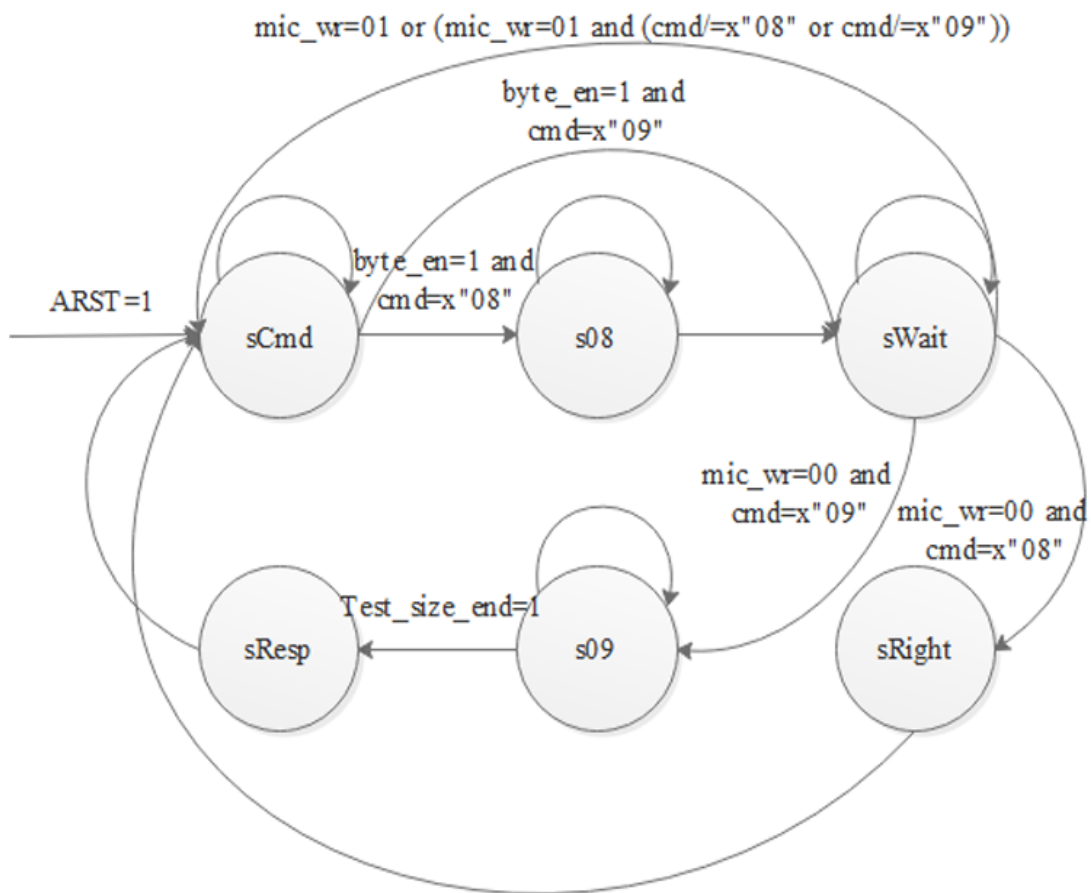 mic_wr=01 or (mic_wr=01 and (cmd/=x"08" or cmd/=x"09"))
byte_en=1 and
cmd=x"09"
byte_en=1 and
cmd=x"08"
ARST=1
sCmd
s08
sWait
mic_wr=00 and
cmd=x"09"
mic_wr=00 and
cmd=x"08"
Test_size_end=1
sResp
s09
sRight